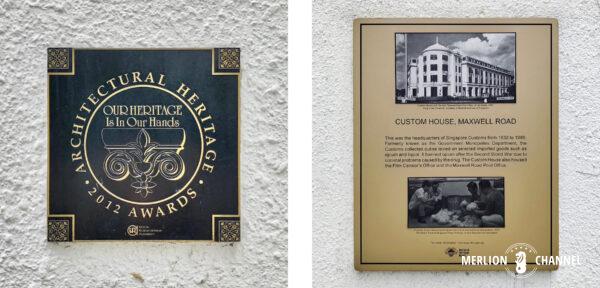 ARCHITECTURAL HERITAGE
OUR HERITAGE
Is In Our Hands
• 2012 AWARDS •
CUSTOM HOUSE, MAXWELL ROAD
This was the headquarters of Singapore Customs from 1932 to 1989.
Formerly known as the Government Monopolies Department, the
Customs collected duties levied on selected imported goods such as
opium and liquor. It banned opium after the Second World War due to
societal problems caused by the drug. The Custom House also housed
the Film Censor's Office and the Maxwell Road Post Office.
MERLION CHANNEL